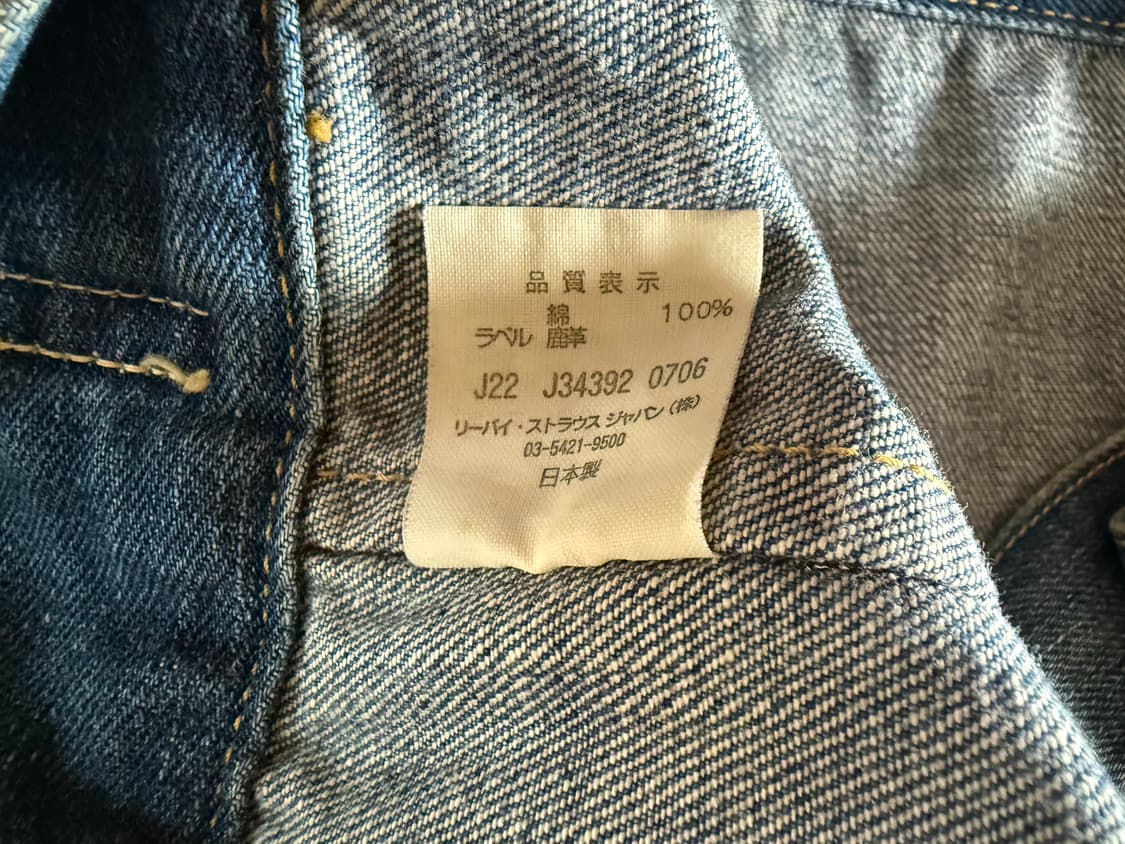 品質表示
綿 100%
ラベル 鹿革
J22 J34392 0706
リーバイ・ストラウス ジャパン(株)
03-5421-9500
日本製